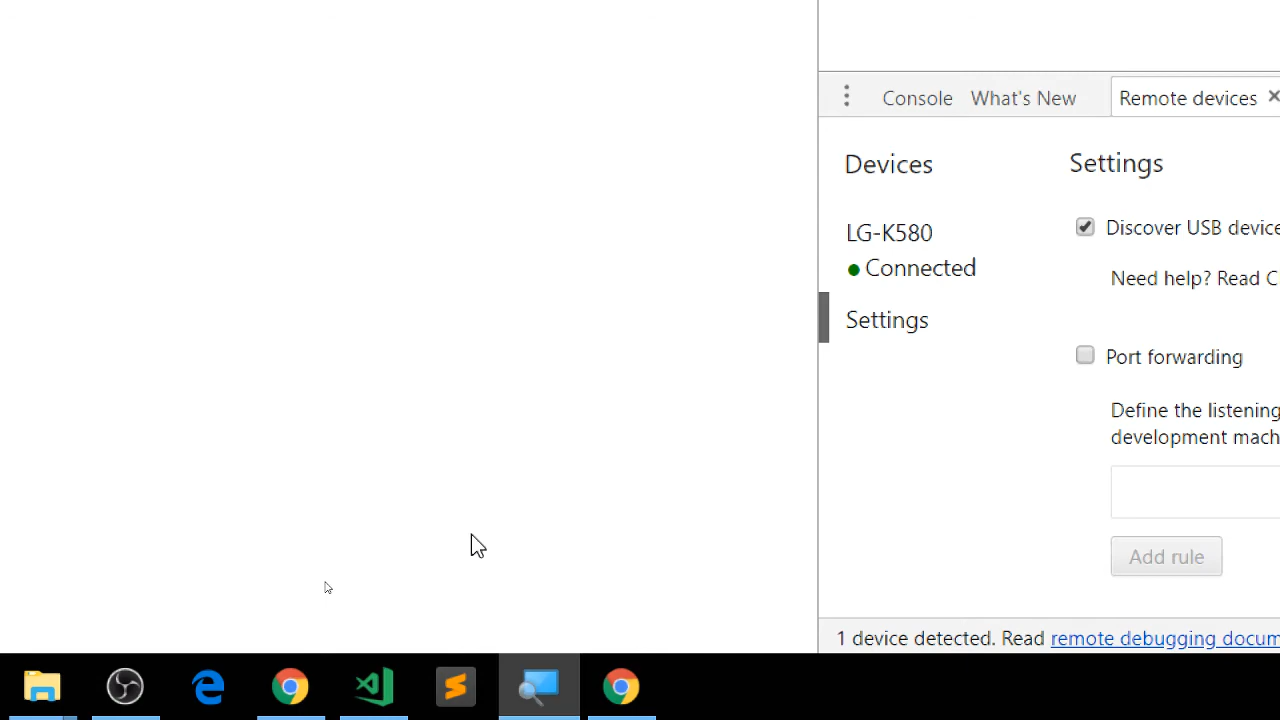 Console What's New Remote devices
Devices
Settings
LG-K580
Connected
Settings
Discover USB device
Need help? Read C
Port forwarding
Define the listening
development mach
Add rule
1 device detected. Read remote debugging docum